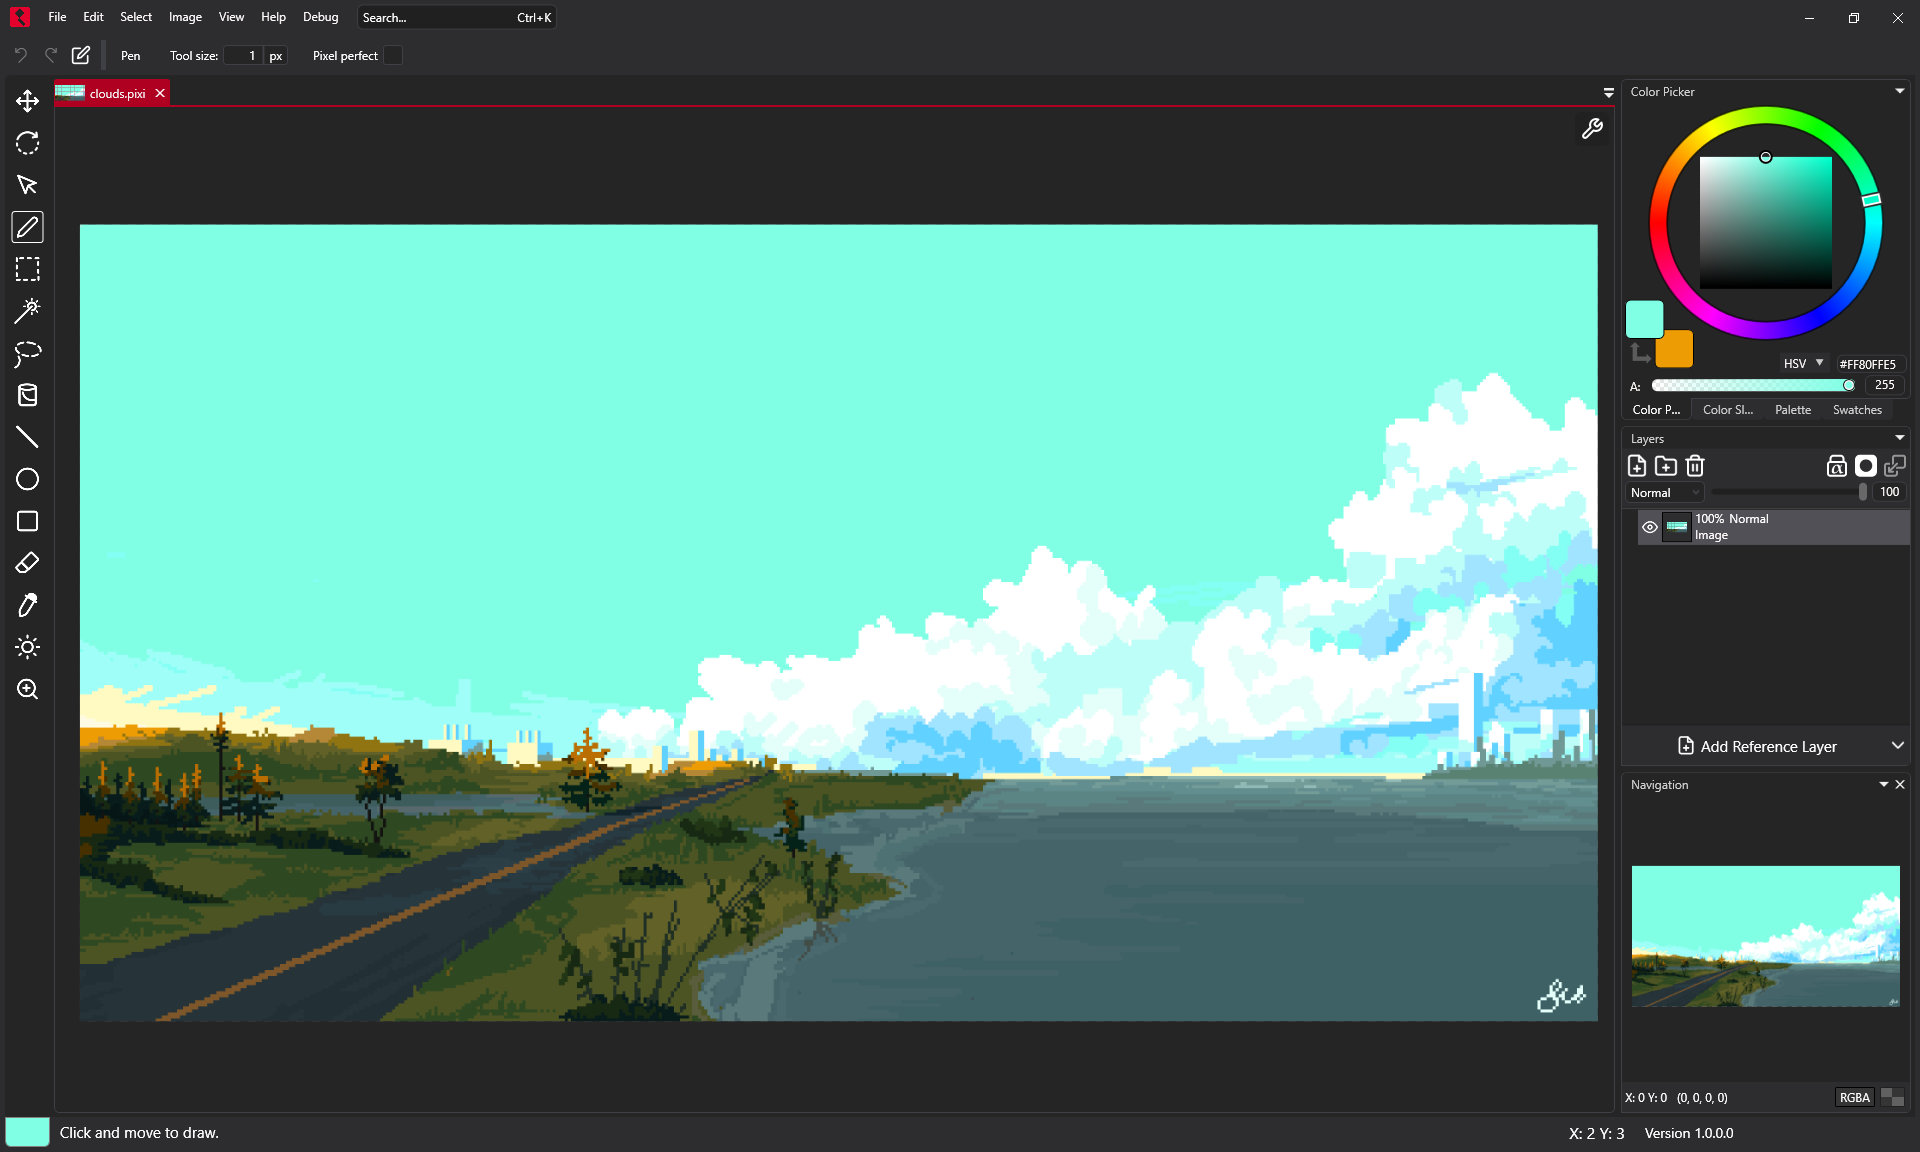 File Edit Select Image View Help Debug Search... Ctrl+K
Pen Tool size: 1 px Pixel perfect
clouds.pixi
Color Picker
HSV #FF80FFE5
A: 255
Color P... Color Sl... Palette Swatches
Layers
Normal 100
100% Normal
Image
Add Reference Layer
Navigation
X: 0 Y: 0 (0, 0, 0, 0) RGBA
Click and move to draw. X: 2 Y: 3 Version 1.0.0.0